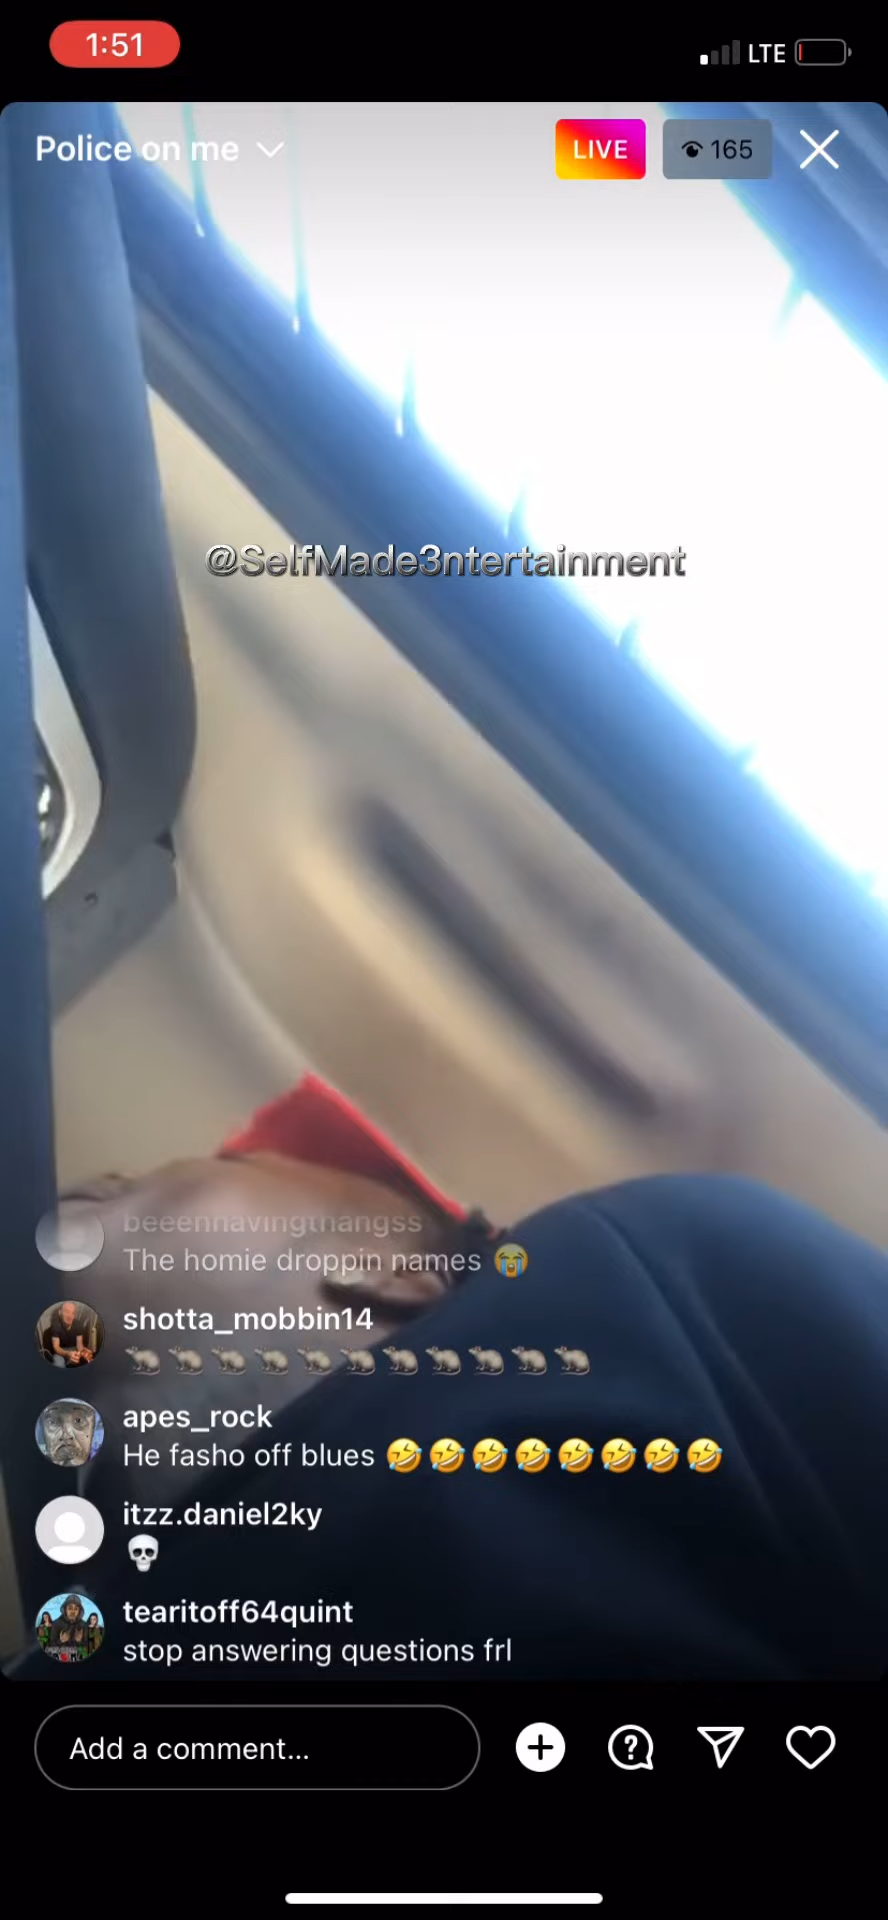 1:51
LTE
Police on me
LIVE
165
@SelfMade3ntertainment
beeenhavingthangss
The homie droppin names 😭
shotta_mobbin14
🐀🐀🐀🐀🐀🐀🐀🐀🐀🐀🐀
apes_rock
He fasho off blues 🤣🤣🤣🤣🤣🤣🤣🤣
itzz.daniel2ky
💀
tearitoff64quint
stop answering questions frl
Add a comment...